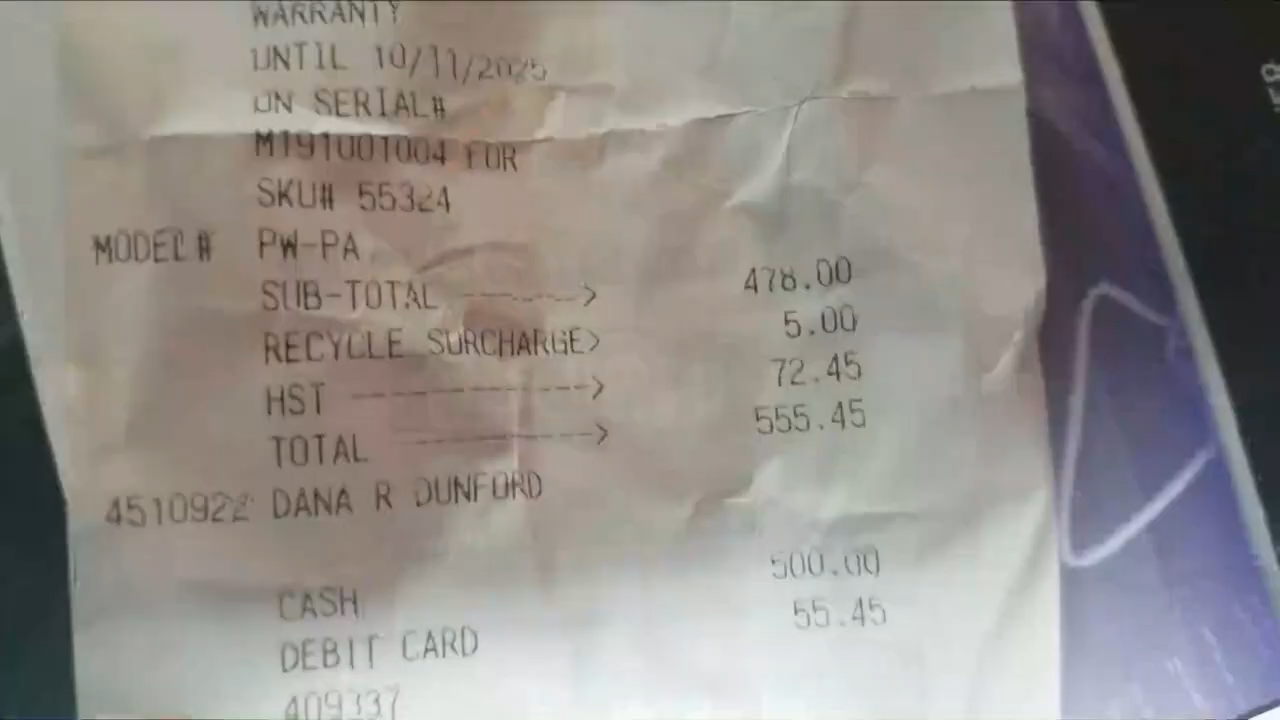 WARRANTY
UNTIL 10/11/2025
ON SERIAL#
MT91001004 FOR
SKU# 55324
MODEL# PW-PA
SUB-TOTAL -------> 478.00
RECYCLE SURCHARGE> 5.00
HST --------------> 72.45
TOTAL -----------> 555.45
4510922 DANA R DUNFORD
CASH 500.00
DEBIT CARD 55.45
409337